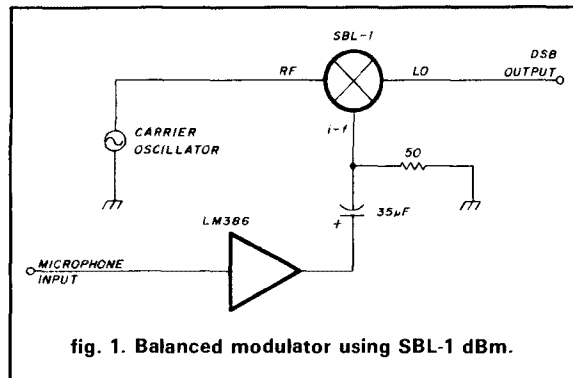 SBL-1
RF
LO
DSB
OUTPUT
i-f
CARRIER
OSCILLATOR
50
LM386
35µF
+
MICROPHONE
INPUT
fig. 1. Balanced modulator using SBL-1 dBm.